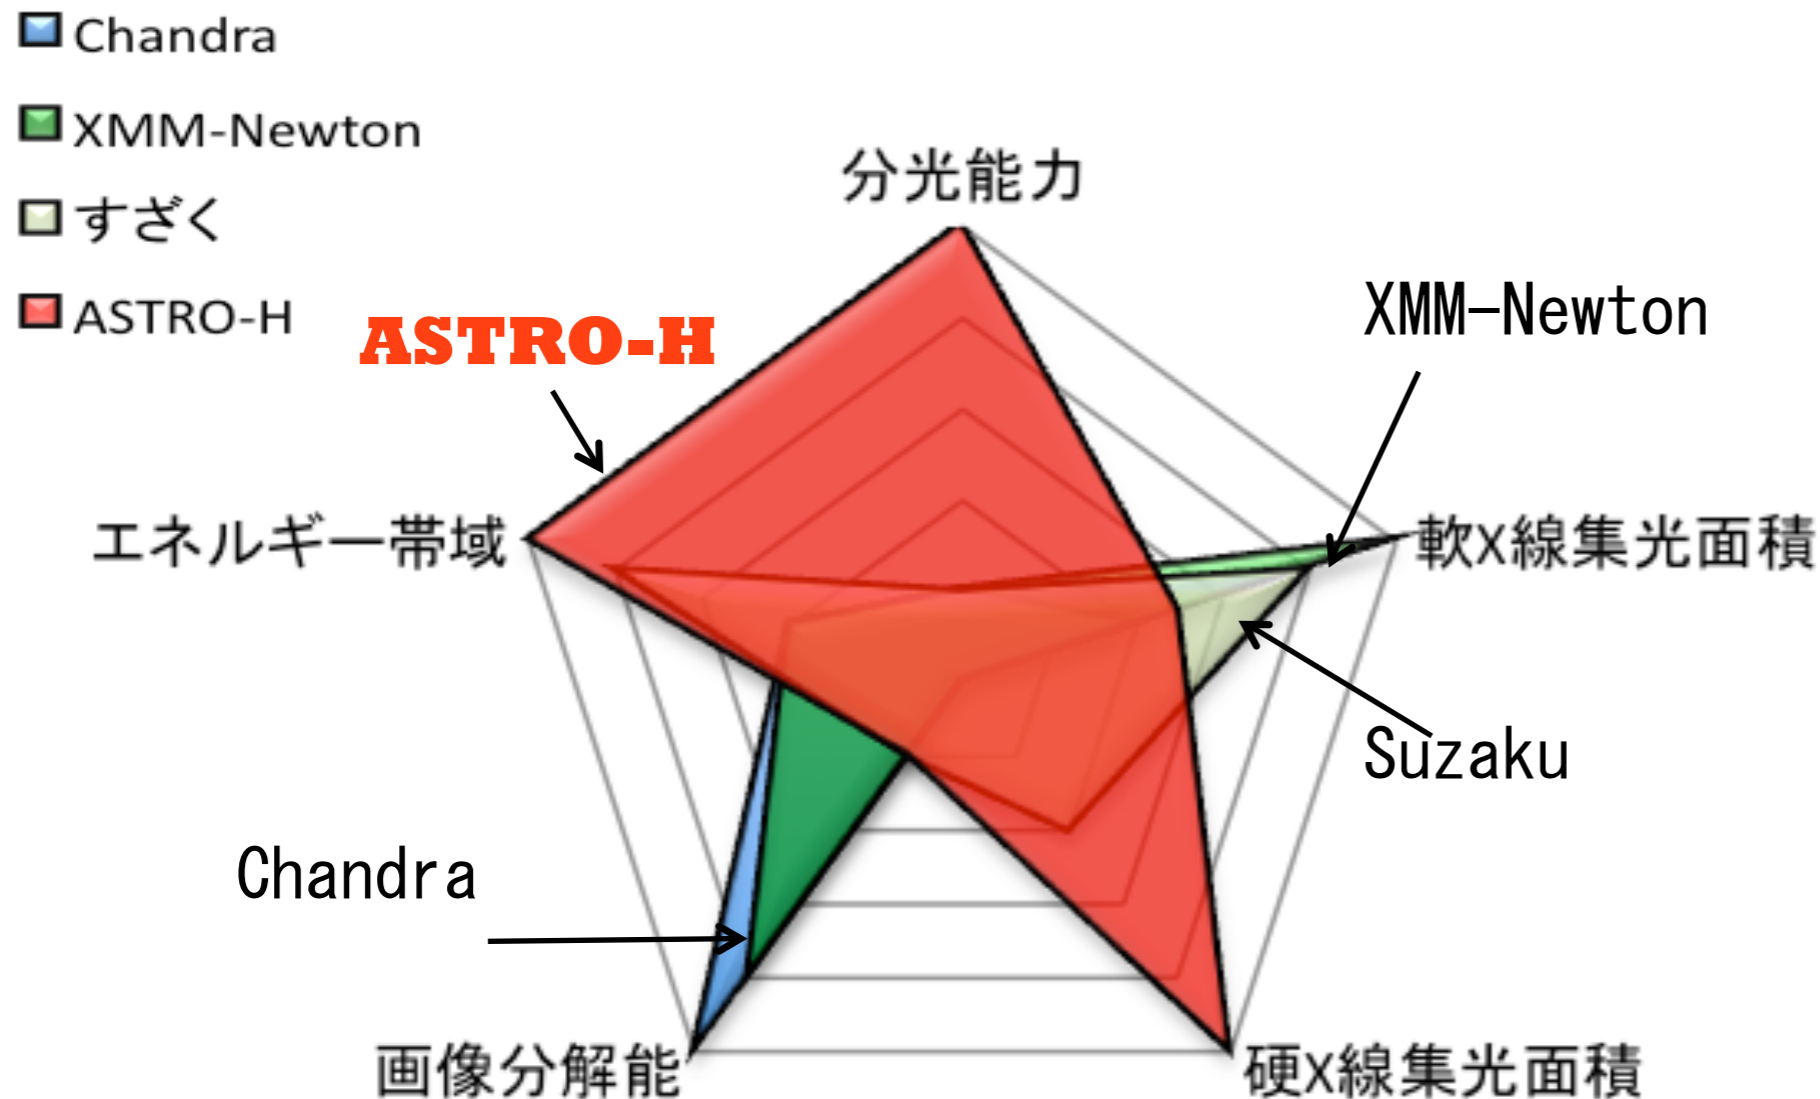 Chandra
XMM-Newton
すざく
ASTRO-H
分光能力
XMM-Newton
ASTRO-H
エネルギー帯域
軟X線集光面積
Suzaku
Chandra
画像分解能
硬X線集光面積